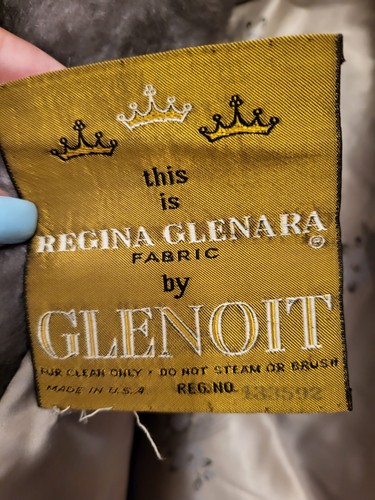 this
is
REGINA GLENARA ®
FABRIC
by
GLENOIT
FUR CLEAN ONLY • DO NOT STEAM OR BRUSH
MADE IN U.S.A REG.NO. 433592